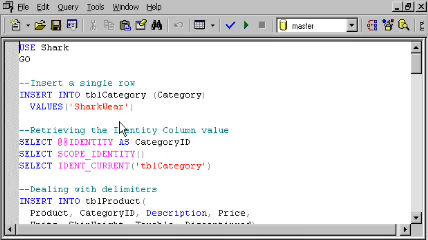 File Edit Query Tools Window Help
master
USE Shark
GO
--Insert a single row
INSERT INTO tblCategory (Category)
VALUES('SharkWear')
--Retrieving the Identity Column value
SELECT @@IDENTITY AS CategoryID
SELECT SCOPE_IDENTITY()
SELECT IDENT_CURRENT('tblCategory')
--Dealing with delimiters
INSERT INTO tblProduct(
Product, CategoryID, Description, Price,